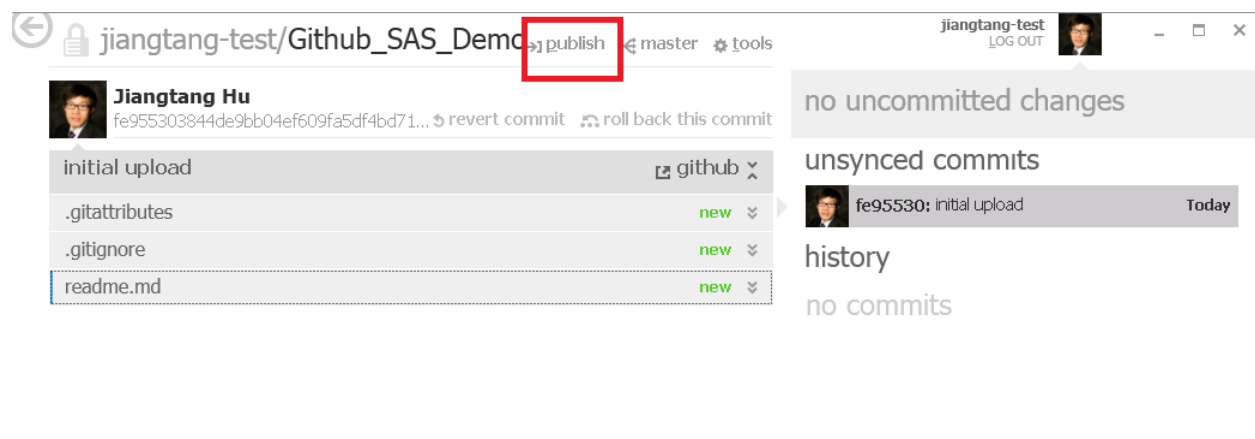 jiangtang-test/Github_SAS_Demo publish master tools
jiangtang-test
LOG OUT
Jiangtang Hu
fe955303844de9bb04ef609fa5df4bd71... revert commit roll back this commit
initial upload github
.gitattributes new
.gitignore new
readme.md new
no uncommitted changes
unsynced commits
fe95530: initial upload Today
history
no commits